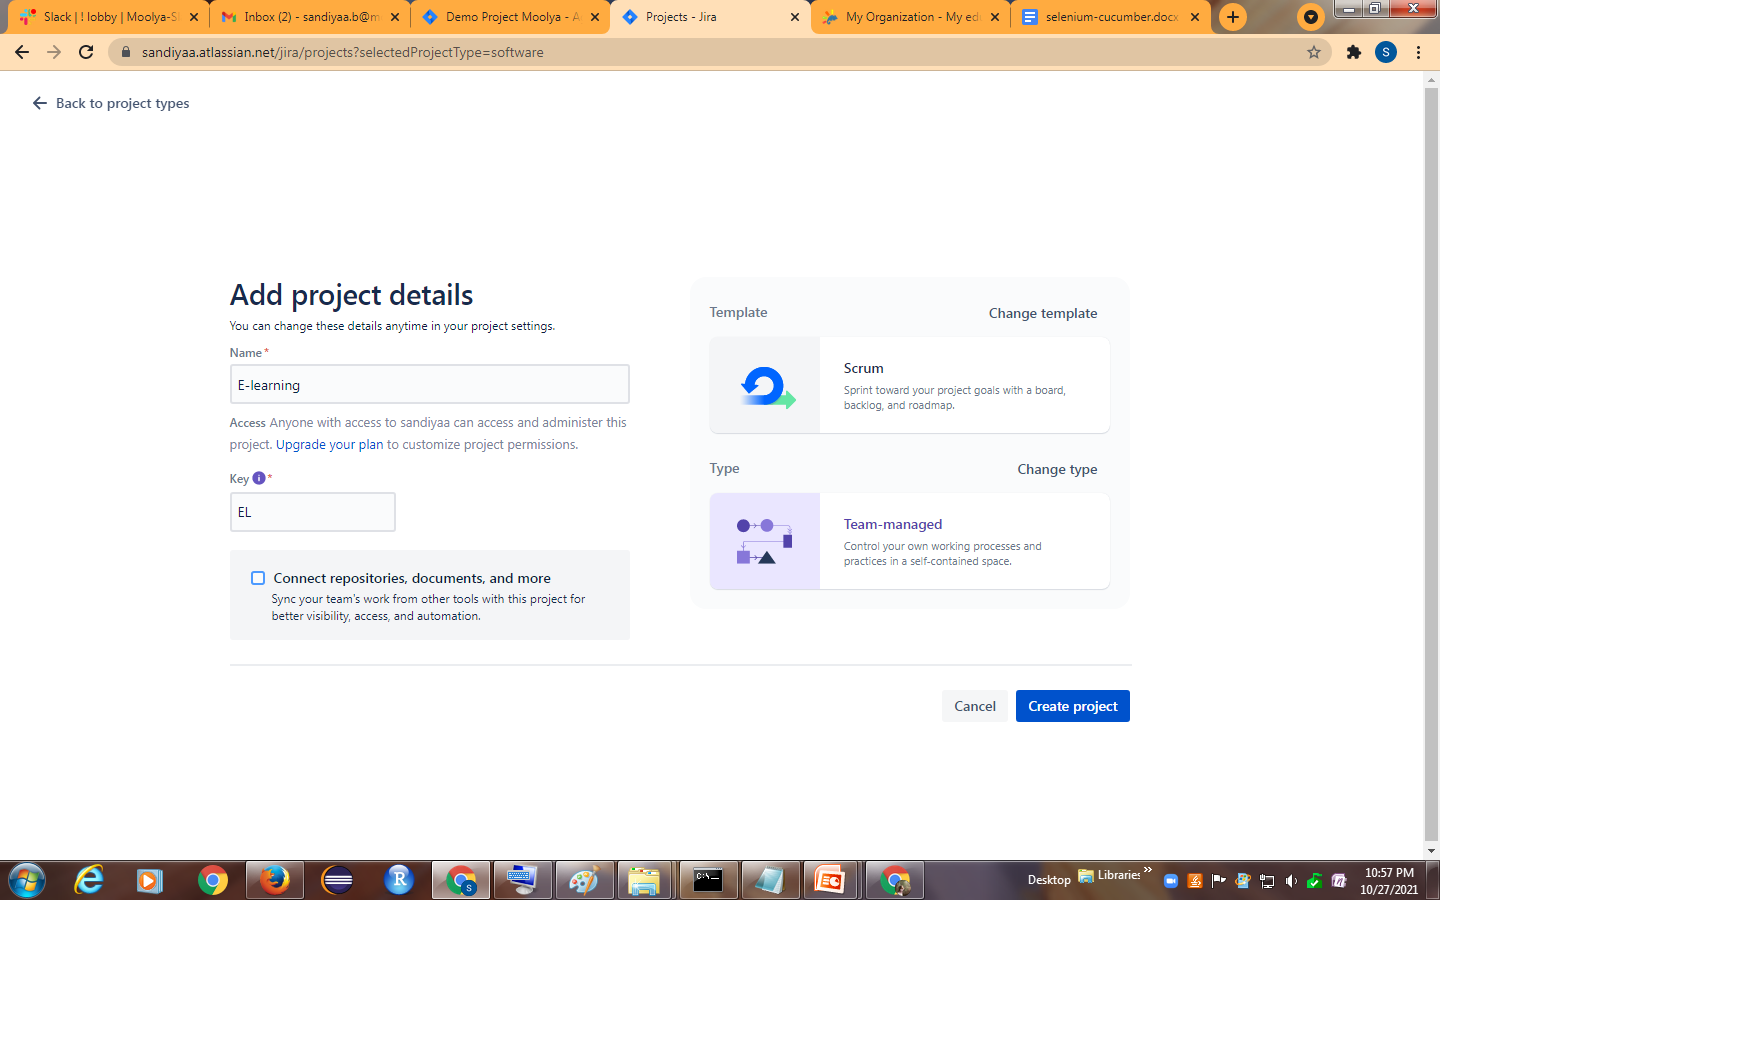 Slack | ! lobby | Moolya-S
Inbox (2) - sandiyaa.b@m
Demo Project Moolya - A
Projects - Jira
My Organization - My ed
selenium-cucumber.docx
S
sandiyaa.atlassian.net/jira/projects?selectedProjectType=software
Back to project types
Add project details
You can change these details anytime in your project settings.
Name *
E-learning
Access Anyone with access to sandiyaa can access and administer this
project. Upgrade your plan to customize project permissions.
Key i *
EL
Connect repositories, documents, and more
Sync your team's work from other tools with this project for
better visibility, access, and automation.
Template
Change template
Scrum
Sprint toward your project goals with a board,
backlog, and roadmap.
Type
Change type
Team-managed
Control your own working processes and
practices in a self-contained space.
Cancel
Create project
R
S
C:\
Desktop
Libraries
»
10:57 PM
10/27/2021